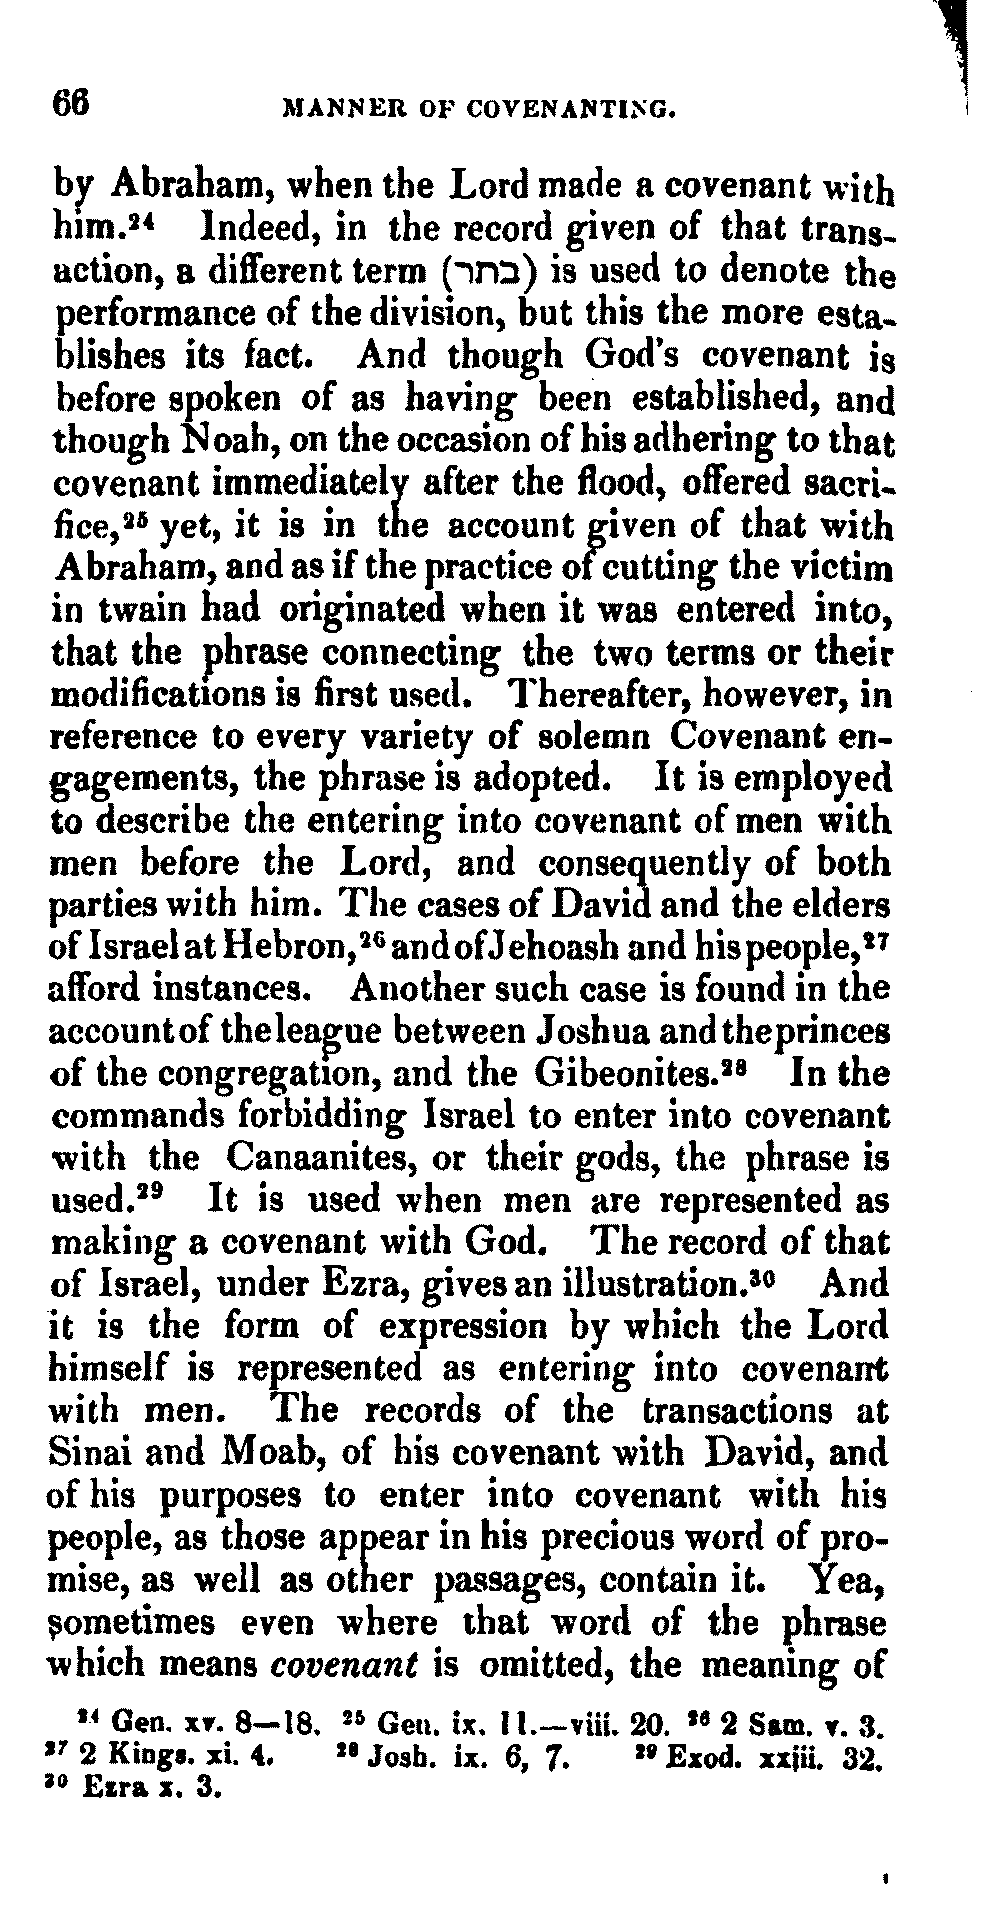 66 MANNER OF COVENANTING.
by Abraham, when the Lord made a covenant with
him.²⁴ Indeed, in the record given of that trans-
action, a different term (בתר) is used to denote the
performance of the division, but this the more esta-
blishes its fact. And though God's covenant is
before spoken of as having been established, and
though Noah, on the occasion of his adhering to that
covenant immediately after the flood, offered sacri-
fice,²⁵ yet, it is in the account given of that with
Abraham, and as if the practice of cutting the victim
in twain had originated when it was entered into,
that the phrase connecting the two terms or their
modifications is first used. Thereafter, however, in
reference to every variety of solemn Covenant en-
gagements, the phrase is adopted. It is employed
to describe the entering into covenant of men with
men before the Lord, and consequently of both
parties with him. The cases of David and the elders
of Israel at Hebron,²⁶ and of Jehoash and his people,²⁷
afford instances. Another such case is found in the
account of the league between Joshua and the princes
of the congregation, and the Gibeonites.²⁸ In the
commands forbidding Israel to enter into covenant
with the Canaanites, or their gods, the phrase is
used.²⁹ It is used when men are represented as
making a covenant with God. The record of that
of Israel, under Ezra, gives an illustration.³⁰ And
it is the form of expression by which the Lord
himself is represented as entering into covenant
with men. The records of the transactions at
Sinai and Moab, of his covenant with David, and
of his purposes to enter into covenant with his
people, as those appear in his precious word of pro-
mise, as well as other passages, contain it. Yea,
sometimes even where that word of the phrase
which means covenant is omitted, the meaning of
²⁴ Gen. xv. 8—18. ²⁵ Gen. ix. 11.—viii. 20. ²⁶ 2 Sam. v. 3.
²⁷ 2 Kings. xi. 4. ²⁸ Josh. ix. 6, 7. ²⁹ Exod. xxiii. 32.
³⁰ Ezra x. 3.